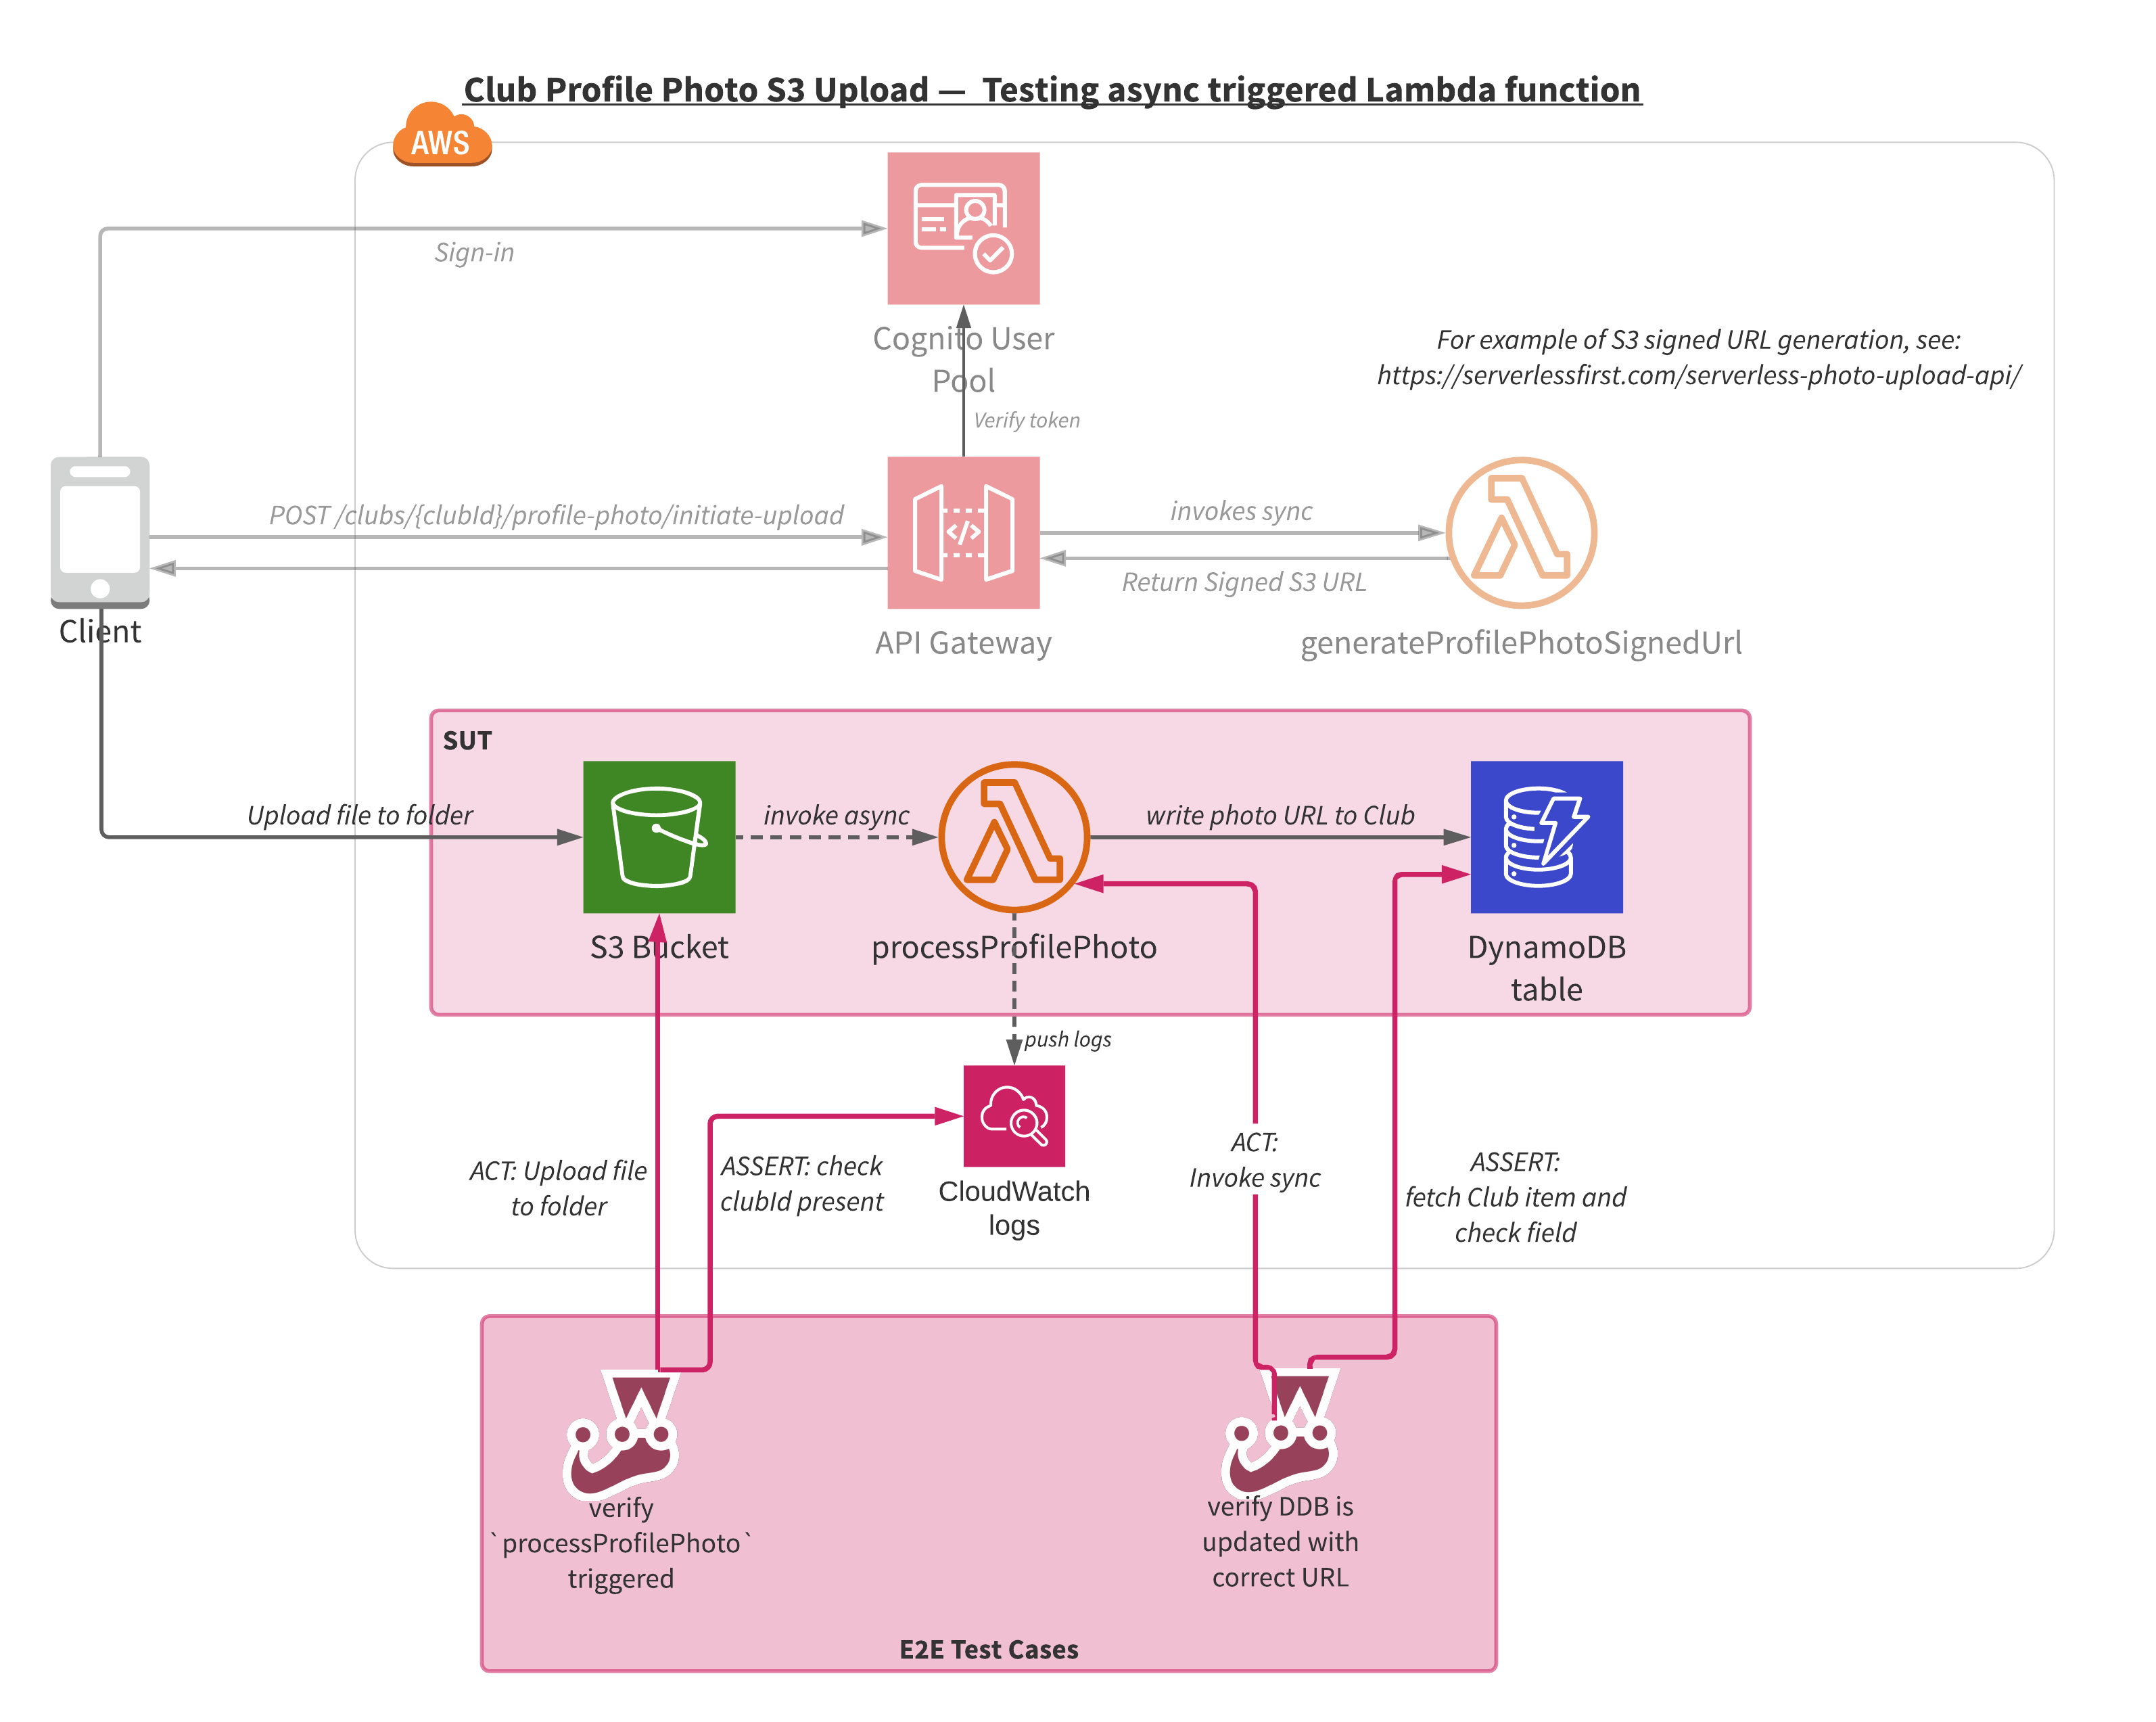 Club Profile Photo S3 Upload — Testing async triggered Lambda function
AWS
Sign-in
Cognito User
Pool
For example of S3 signed URL generation, see:
https://serverlessfirst.com/serverless-photo-upload-api/
Verify token
POST /clubs/{clubId}/profile-photo/initiate-upload
invokes sync
Return Signed S3 URL
Client
API Gateway
generateProfilePhotoSignedUrl
SUT
Upload file to folder
invoke async
write photo URL to Club
S3 Bucket
processProfilePhoto
DynamoDB
table
push logs
ACT: Upload file
to folder
ASSERT: check
clubId present
CloudWatch
logs
ACT:
Invoke sync
ASSERT:
fetch Club item and
check field
verify
`processProfilePhoto`
triggered
verify DDB is
updated with
correct URL
E2E Test Cases